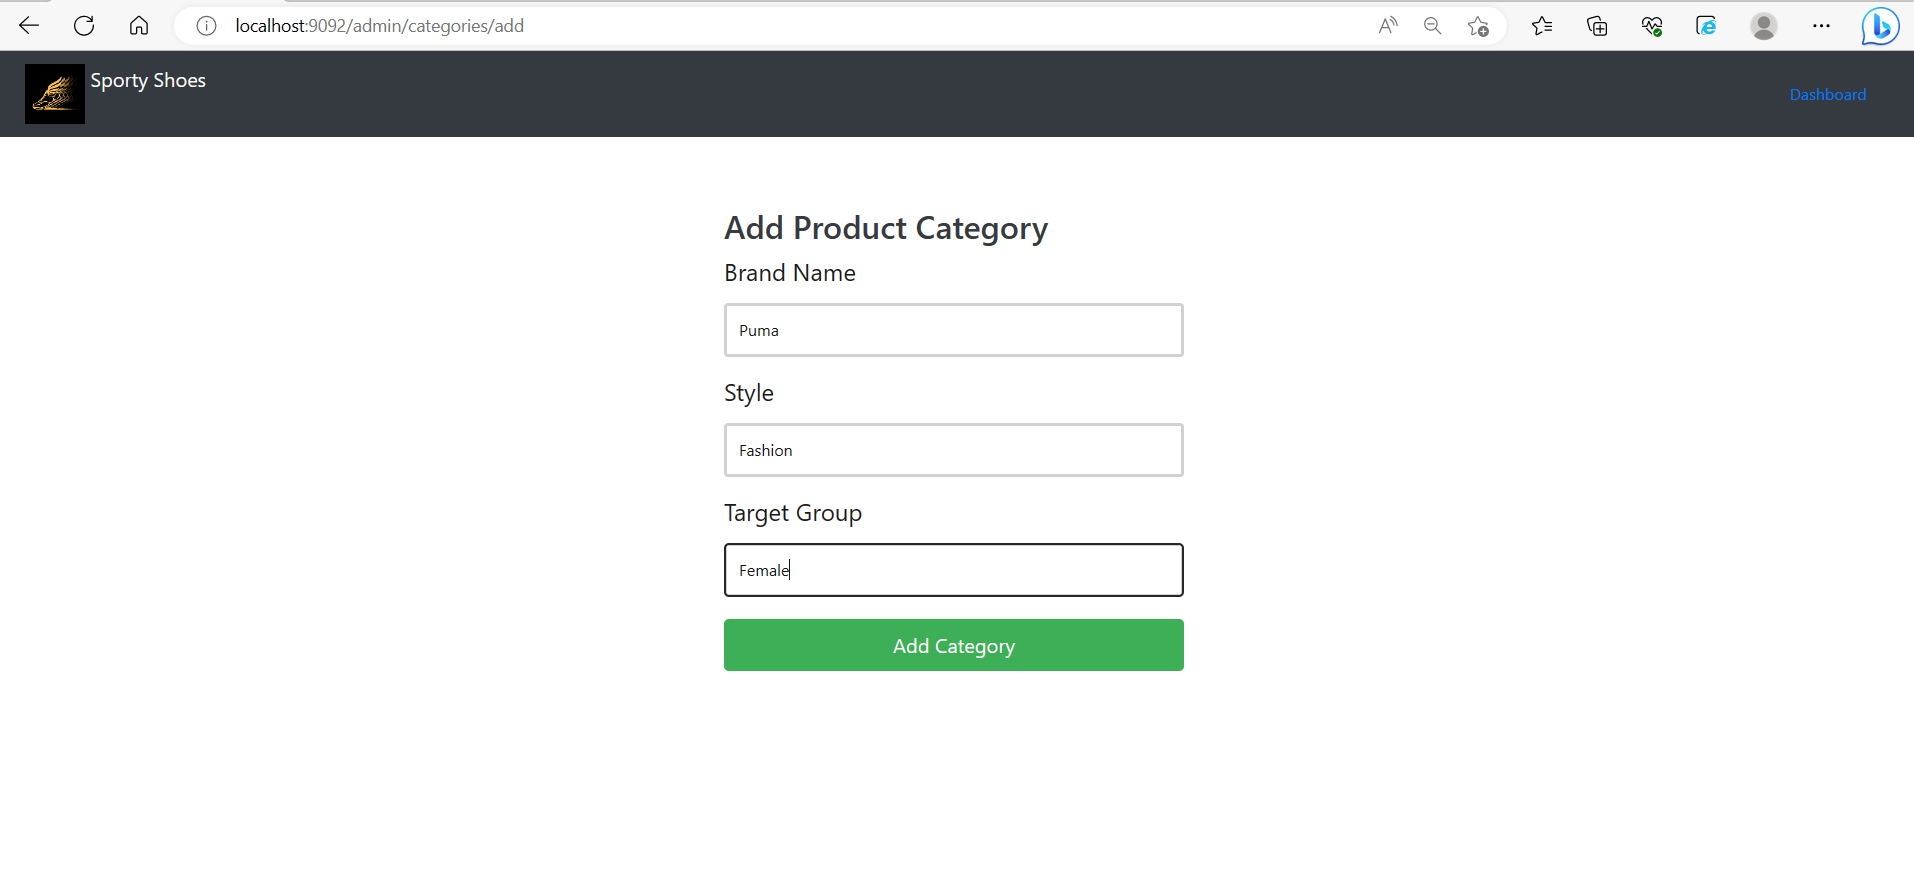 localhost:9092/admin/categories/add
Sporty Shoes
Dashboard
Add Product Category
Brand Name
Puma
Style
Fashion
Target Group
Female
Add Category